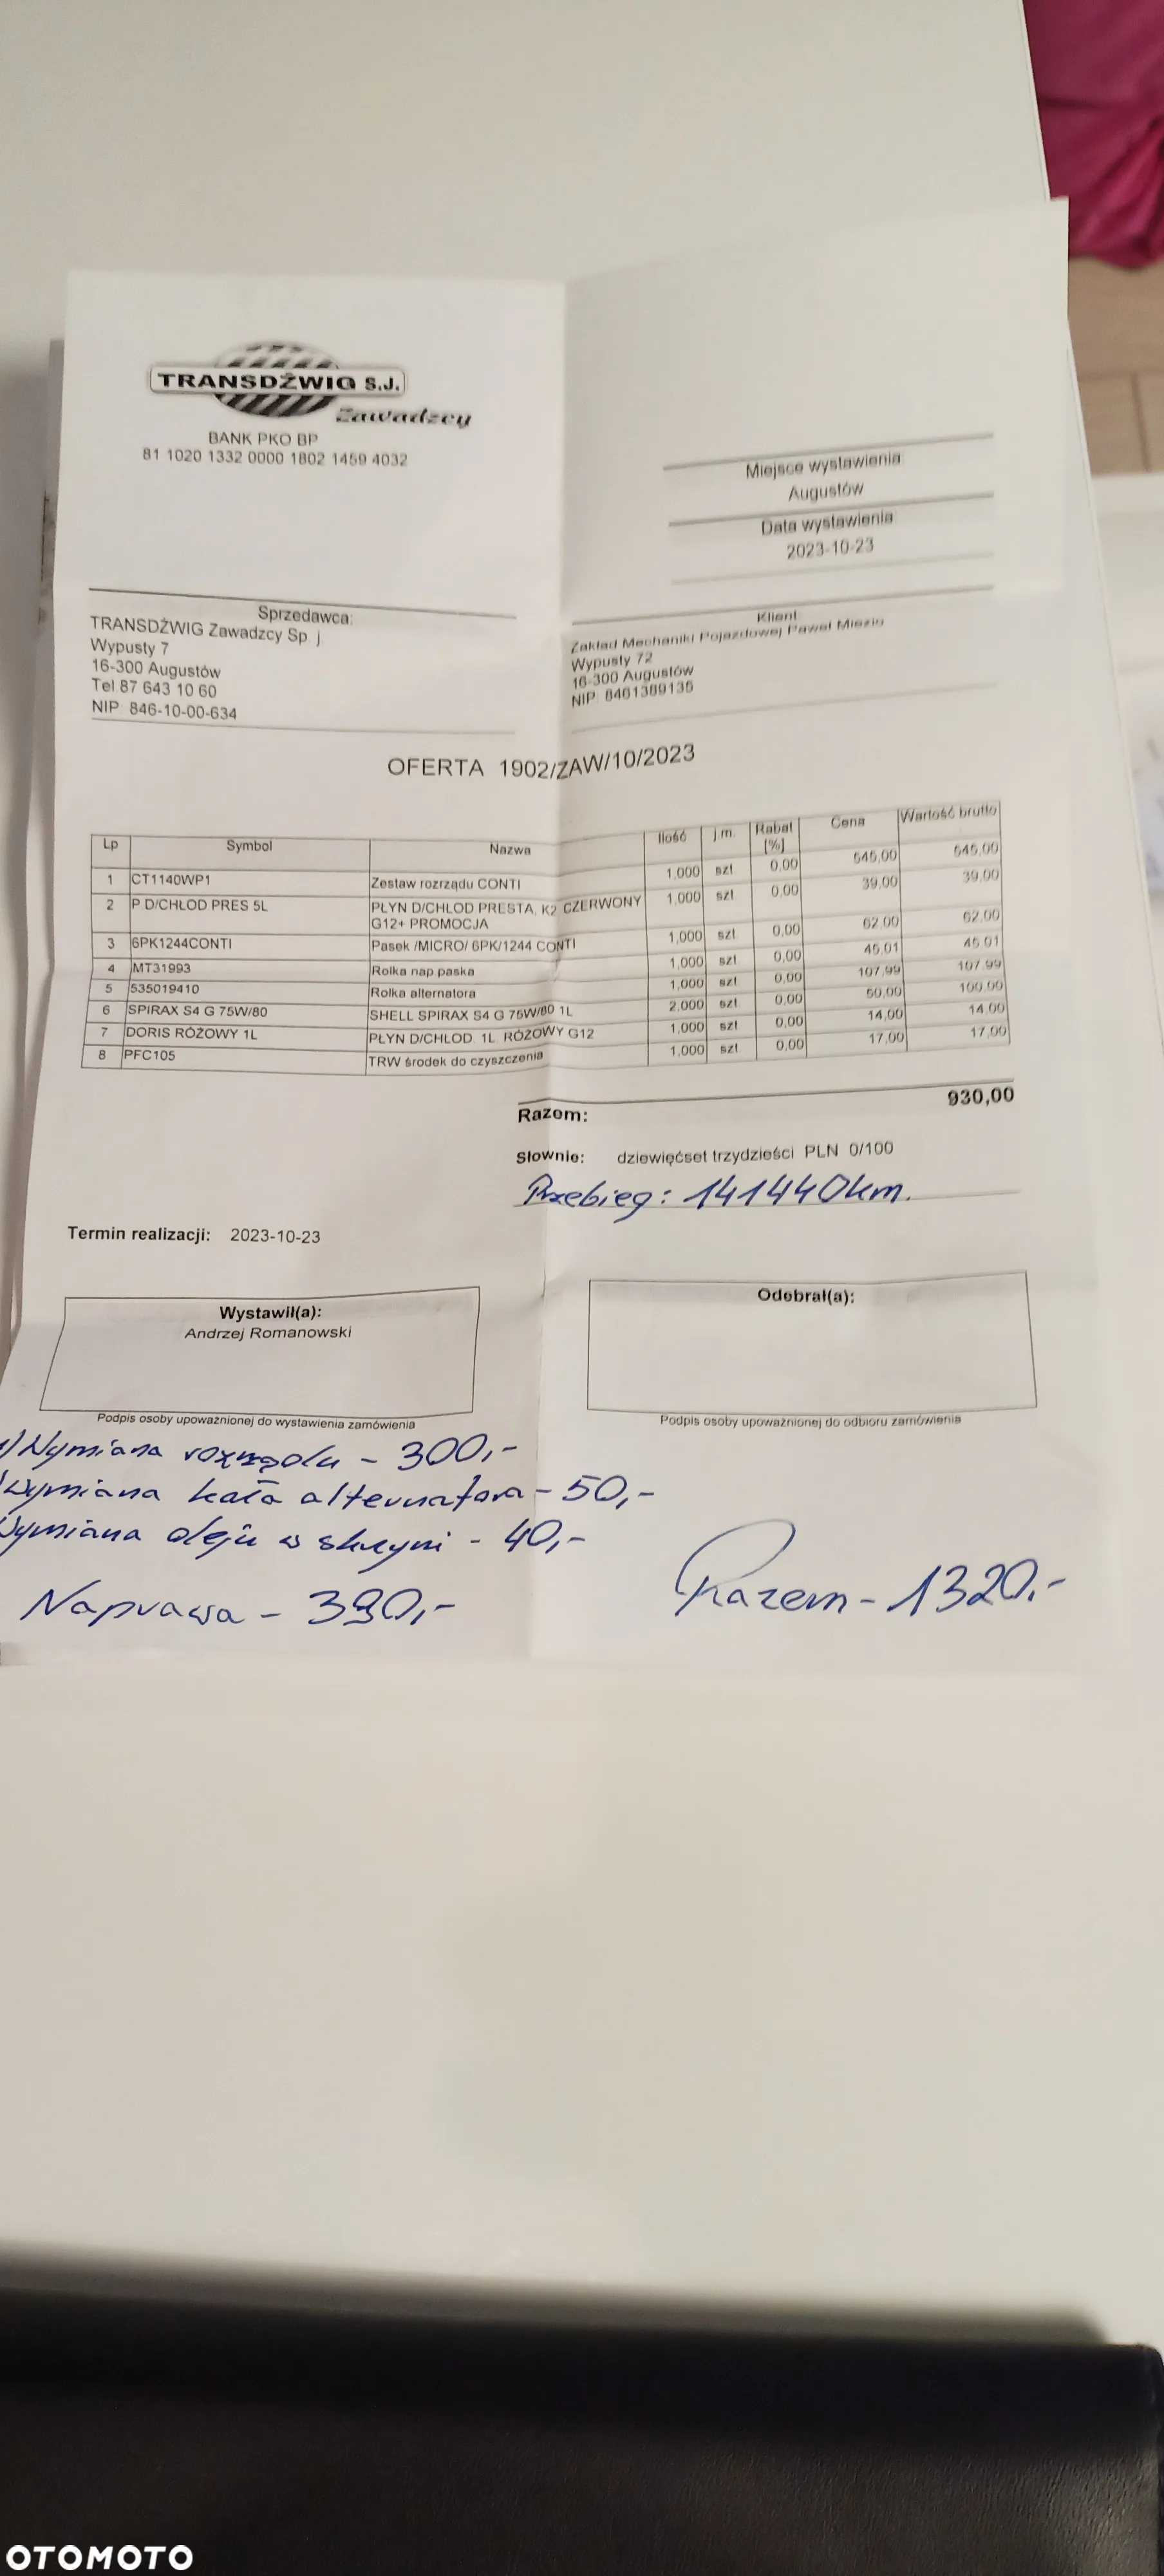 TRANSDŹWIG S.J.
Zawadzcy
BANK PKO BP
81 1020 1332 0000 1802 1459 4032
Miejsce wystawienia
Augustów
Data wystawienia
2023-10-23
Sprzedawca:
TRANSDŹWIG Zawadzcy Sp. j.
Wypusty 7
16-300 Augustów
Tel 87 643 10 60
NIP: 846-10-00-634
Klient
Zakład Mechaniki Pojazdowej Paweł
Wypusty 72
16-300 Augustów
NIP: 8461389135
OFERTA 1902/ZAW/10/2023
Lp Symbol Nazwa Ilość j.m. Rabat [%] Cena Wartość brutto
1 CT1140WP1 Zestaw rozrządu CONTI 1,000 szt 0,00 545,00 545,00
2 P D/CHLOD PRES 5L PŁYN D/CHLOD PRESTA, K2 CZERWONY 1,000 szt 0,00 39,00 39,00
G12+ PROMOCJA
3 6PK1244CONTI Pasek /MICRO/ 6PK/1244 CONTI 1,000 szt 0,00 62,00 62,00
4 MT31993 Rolka nap.paska 1,000 szt 0,00 45,01 45,01
5 535019410 Rolka alternatora 1,000 szt 0,00 107,99 107,99
6 SPIRAX S4 G 75W/80 SHELL SPIRAX S4 G 75W/80 1L 2,000 szt 0,00 50,00 100,00
7 DORIS RÓŻOWY 1L PŁYN D/CHLOD. 1L RÓŻOWY G12 1,000 szt 0,00 14,00 14,00
8 PFC105 TRW środek do czyszczenia 1,000 szt 0,00 17,00 17,00
Razem: 930,00
Słownie: dziewięćset trzydzieści PLN 0/100
Przebieg: 141440km.
Termin realizacji: 2023-10-23
Wystawił(a):
Andrzej Romanowski
Odebrał(a):
Podpis osoby upoważnionej do wystawienia zamówienia
Podpis osoby upoważnionej do odbioru zamówienia
Wymiana rozrządu - 300,-
Wymiana koła alternatora - 50,-
Wymiana oleju w skrzyni - 40,-
Naprawa - 390,-
Razem - 1320.-
OTOMOTO